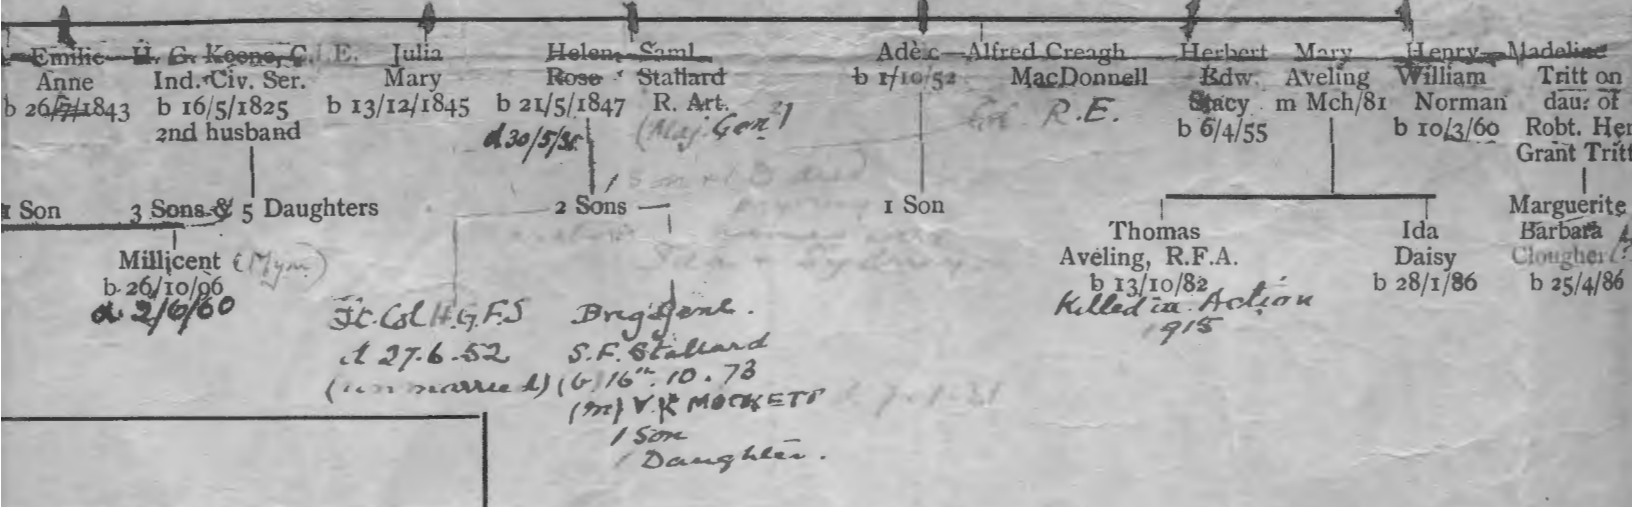 Emilie H. G. Keene, C.I.E. Julia Helen Saml Adèle Alfred Creagh Herbert Mary Henry Madeline
Anne Ind. Civ. Ser. Mary Rose Stallard b 1/10/52 MacDonnell Edw. Aveling William Tritt on
b 26/7/1843 b 16/5/1825 b 13/12/1845 b 21/5/1847 R. Art. R.E. Stacy m Mch/81 Norman dau: of
2nd husband d 30/5/ (Maj. Gen) b 6/4/55 b 10/3/60 Robt. Hen
Grant Tritt
1 Son
1 Son 3 Sons & 5 Daughters 2 Sons 1 Son Marguerite
Thomas Ida Barbara
Millicent (Mym) Aveling, R.F.A. Daisy Clougher
b 26/10/96 b 13/10/82 b 28/1/86 b 25/4/86
d. 2/6/60 Lt. Col H.G.F.S Brig Genl. Killed in Action
1915
d 27.6.52 S.F. Stallard
(unmarried) (b. 16th. 10. 73
(m) V.K MOCKETT
1 Son
1 Daughter.